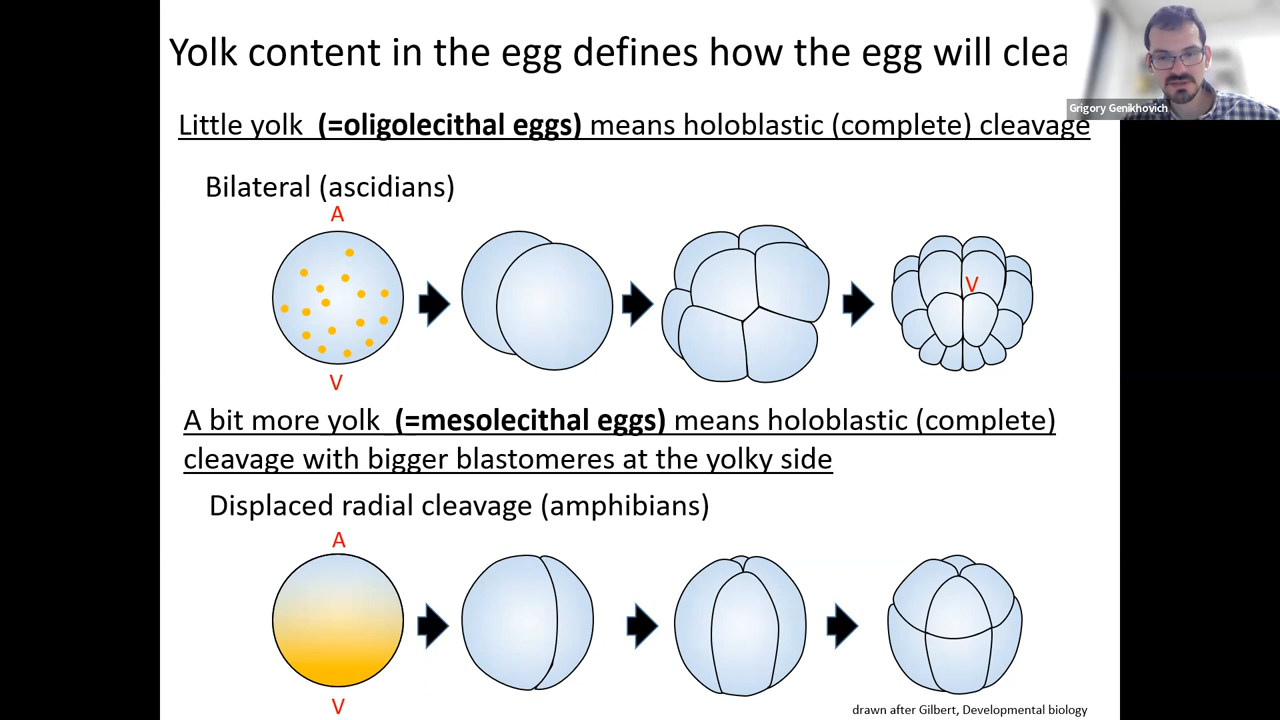 Yolk content in the egg defines how the egg will clea
Grigory Genikhovich
Little yolk (=oligolecithal eggs) means holoblastic (complete) cleavage
Bilateral (ascidians)
A
V
V
A bit more yolk (=mesolecithal eggs) means holoblastic (complete)
cleavage with bigger blastomeres at the yolky side
Displaced radial cleavage (amphibians)
A
V
drawn after Gilbert, Developmental biology